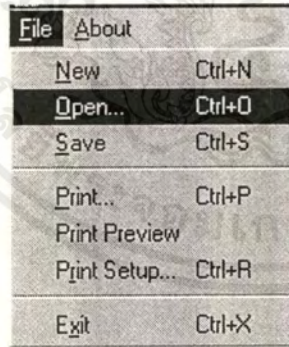 File About
New Ctrl+N
Open... Ctrl+O
Save Ctrl+S
Print... Ctrl+P
Print Preview
Print Setup... Ctrl+R
Exit Ctrl+X